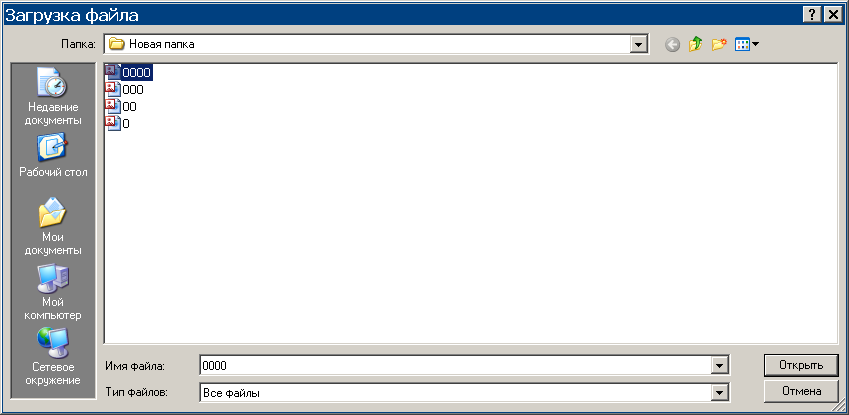 Загрузка файла
Папка:
Новая папка
Недавние
документы
Рабочий стол
Мои
документы
Мой
компьютер
Сетевое
окружение
0000
000
00
0
Имя файла:
0000
Открыть
Тип файлов:
Все файлы
Отмена